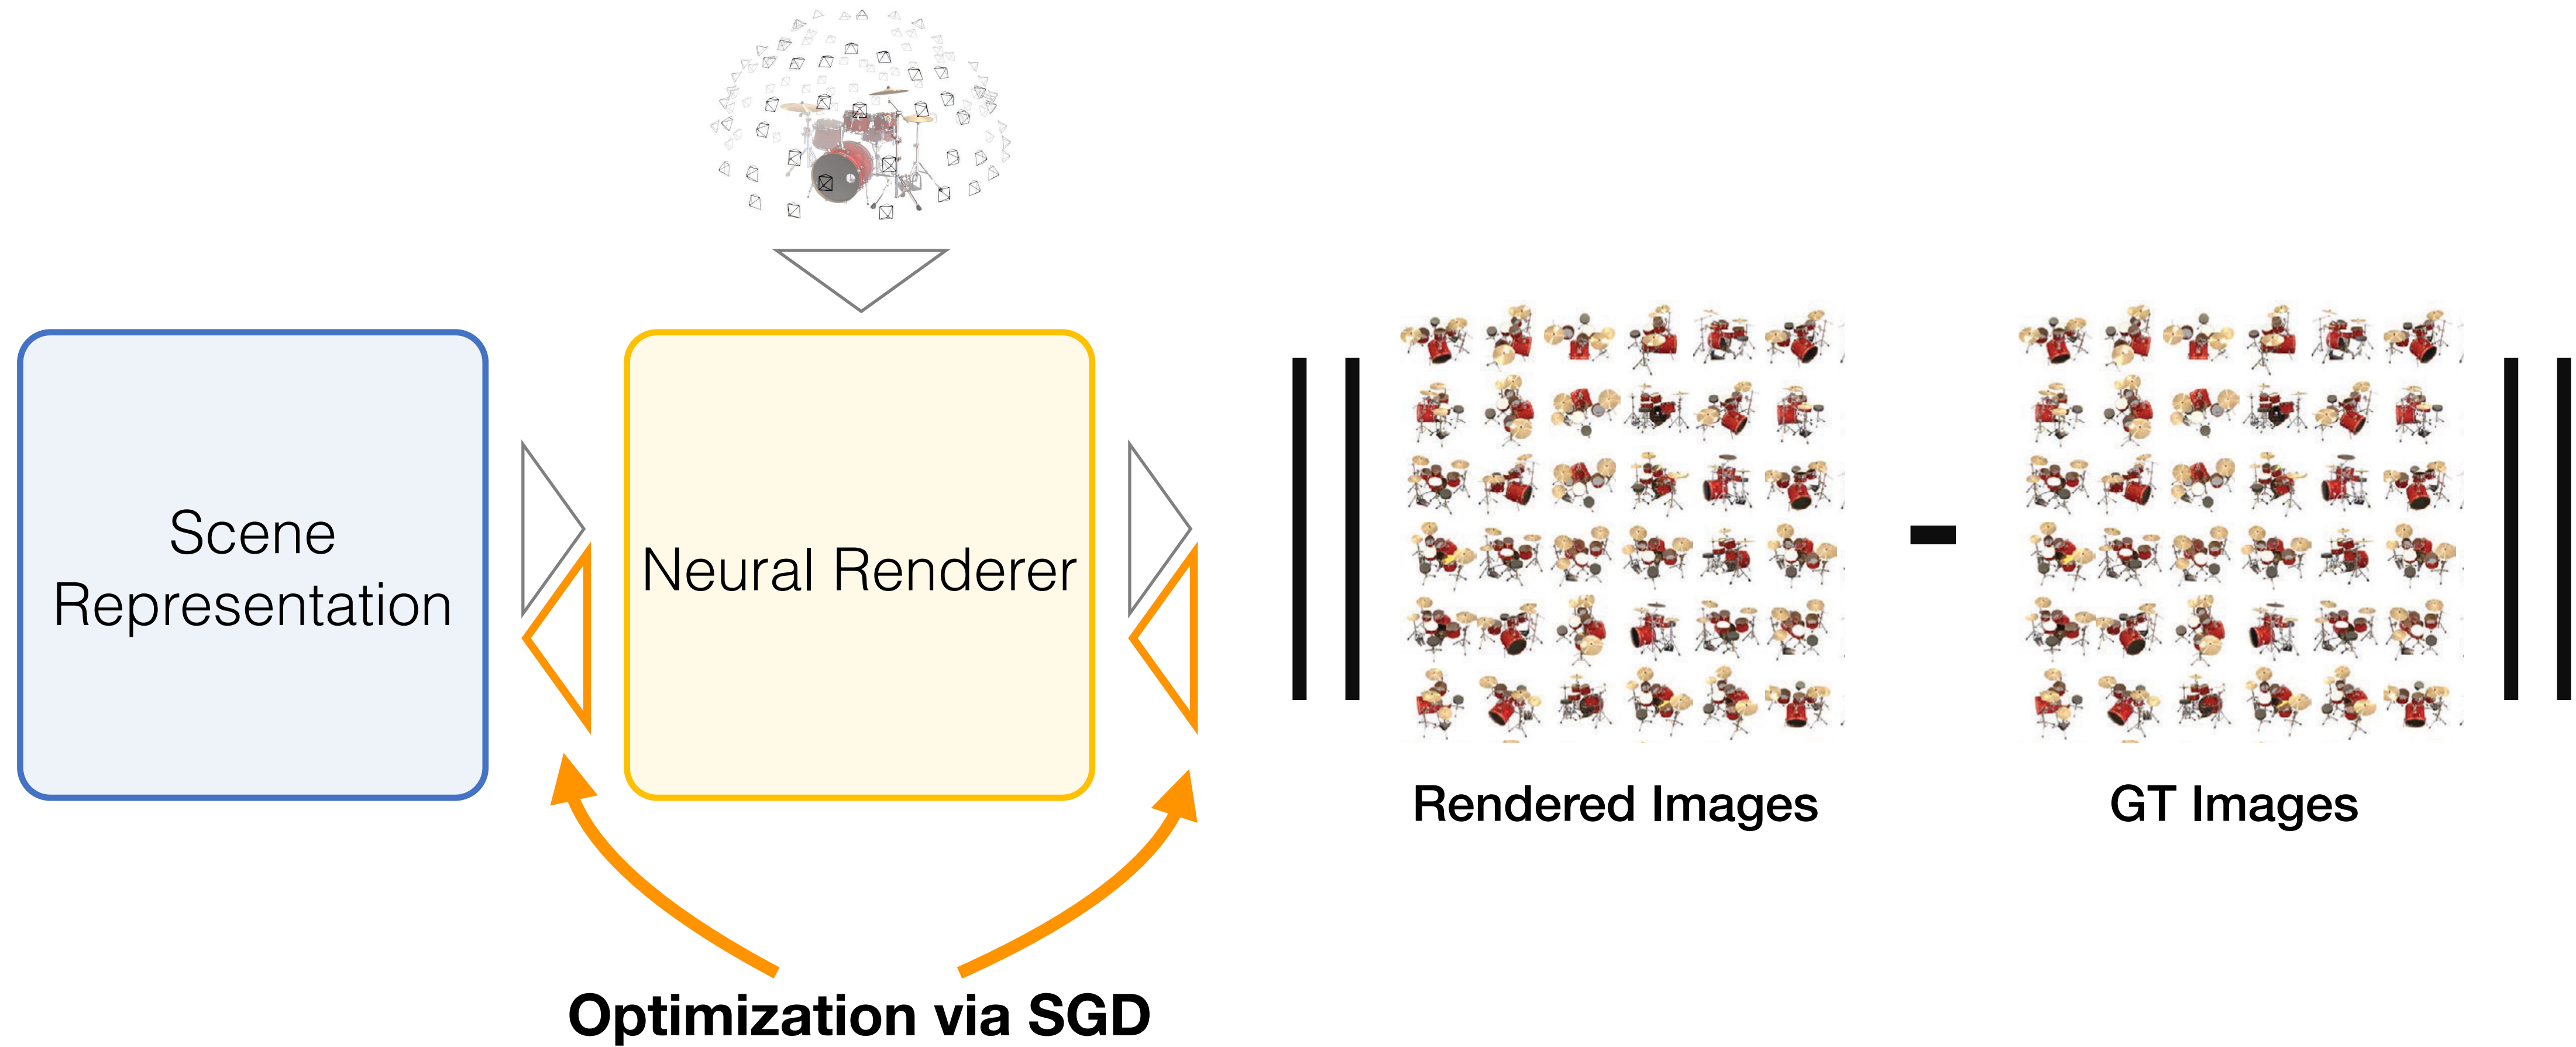 Scene
Representation
Neural Renderer
-
Rendered Images
GT Images
Optimization via SGD